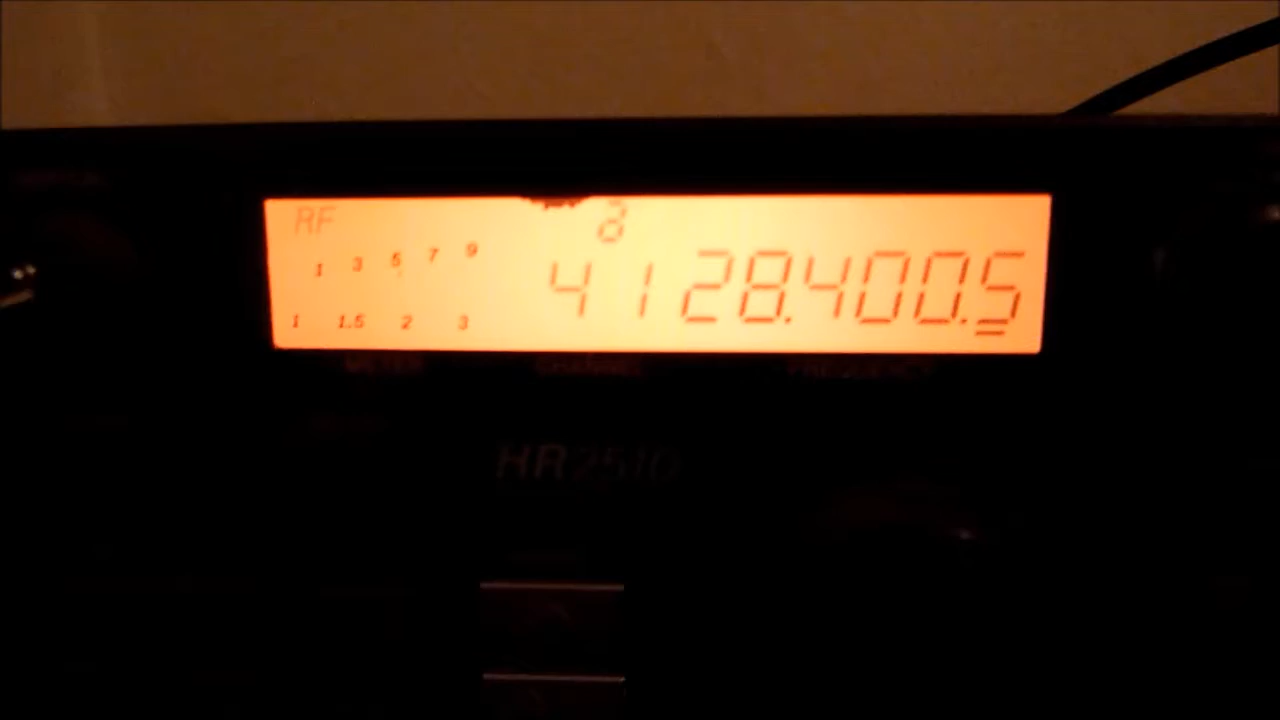 RF
a
1 3 5 7 9
41 28.400.5
1 1.5 2 3
METER CHANNEL FREQUENCY
HR2510